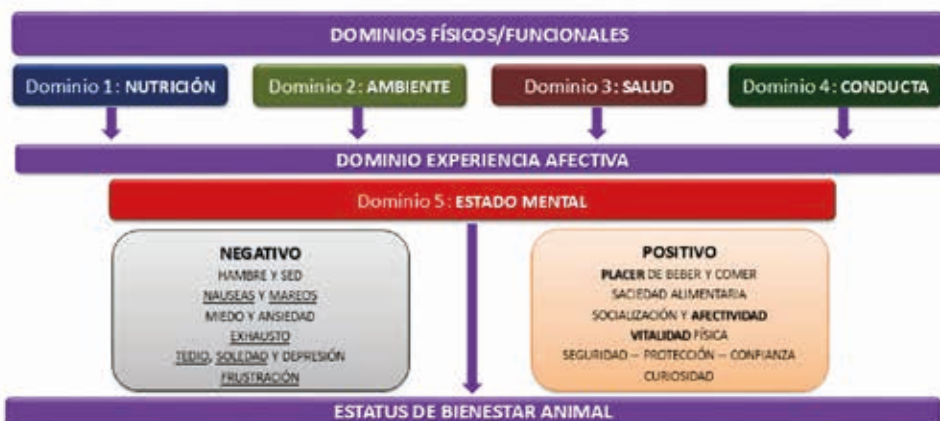 DOMINIOS FÍSICOS/FUNCIONALES
Dominio 1: NUTRICIÓN
Dominio 2: AMBIENTE
Dominio 3: SALUD
Dominio 4: CONDUCTA
DOMINIO EXPERIENCIA AFECTIVA
Dominio 5: ESTADO MENTAL
NEGATIVO
HAMBRE Y SED
NAUSEAS Y MAREOS
MIEDO Y ANSIEDAD
EXHAUSTO
TEDIO, SOLEDAD Y DEPRESIÓN
FRUSTRACIÓN
POSITIVO
PLACER DE BEBER Y COMER
SACIEDAD ALIMENTARIA
SOCIALIZACIÓN Y AFECTIVIDAD
VITALIDAD FÍSICA
SEGURIDAD – PROTECCIÓN – CONFIANZA
CURIOSIDAD
ESTATUS DE BIENESTAR ANIMAL